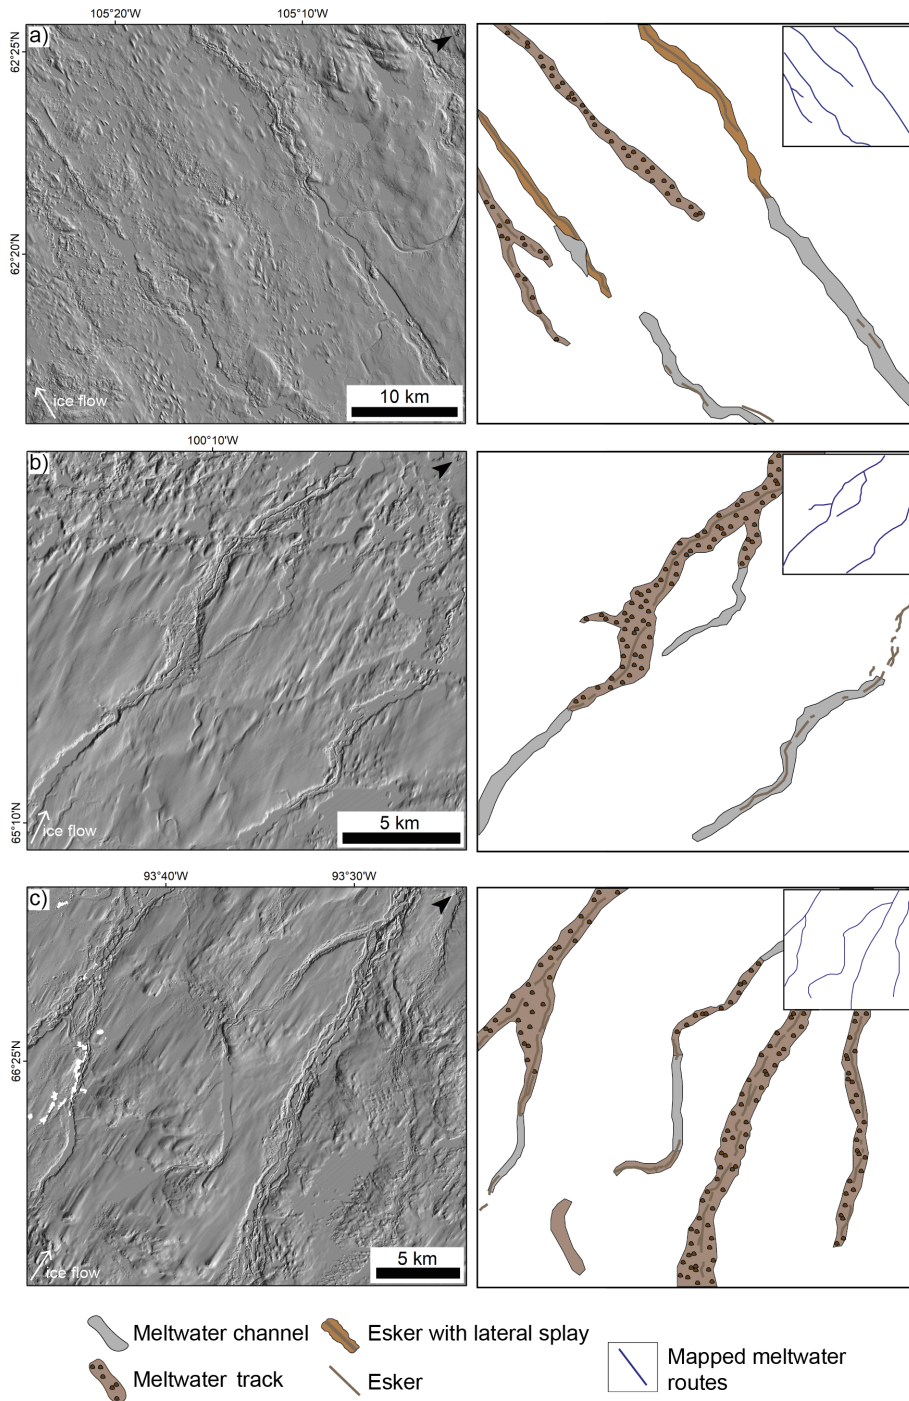 105°20'W
105°10'W
a)
62°25'N
62°20'N
ice flow
10 km
100°10'W
b)
65°10'N
ice flow
5 km
93°40'W
93°30'W
c)
66°25'N
ice flow
5 km
Meltwater channel
Esker with lateral splay
Meltwater track
Esker
Mapped meltwater
routes